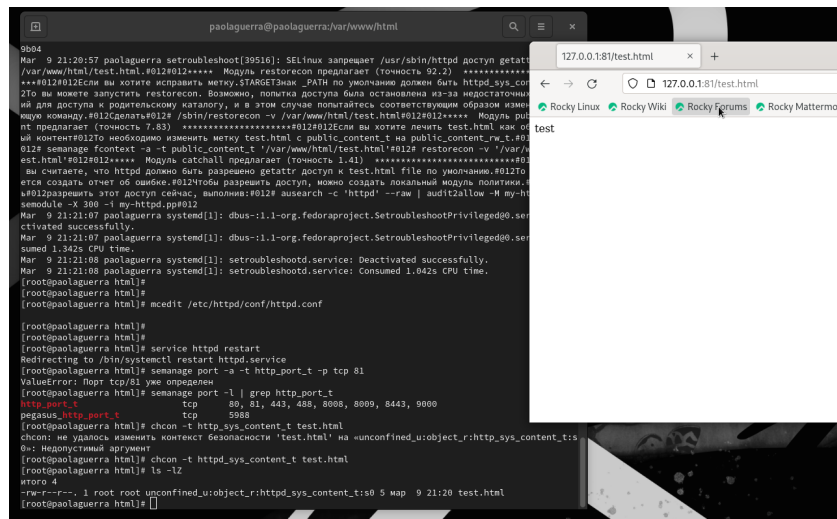 paolaguerra@paolaguerra:/var/www/html
9b04
Mar  9 21:20:57 paolaguerra setroubleshoot[39516]: SELinux запрещает /usr/sbin/httpd доступ getatt
/var/www/html/test.html.#012#012*****  Модуль restorecon предлагает (точность 92.2)  *************
***#012#012Если вы хотите исправить метку.$TARGETЗнак _PATH по умолчанию должен быть httpd_sys_con
2То вы можете запустить restorecon. Возможно, попытка доступа была остановлена из-за недостаточных
ий для доступа к родительскому каталогу, и в этом случае попытайтесь соответствующим образом измен
ющую команду.#012Сделать#012# /sbin/restorecon -v /var/www/html/test.html#012#012*****  Модуль pub
nt предлагает (точность 7.83)  **********************#012#012Если вы хотите лечить test.html как об
ый контент#012То необходимо изменить метку test.html с public_content_t на public_content_rw_t.#01
012# semanage fcontext -a -t public_content_t '/var/www/html/test.html'#012# restorecon -v '/var/w
est.html'#012#012*****  Модуль catchall предлагает (точность 1.41)  ********************#01
вы считаете, что httpd должно быть разрешено getattr доступ к test.html file по умолчанию.#012То
ется создать отчет об ошибке.#012Чтобы разрешить доступ, можно создать локальный модуль политики.#
ь#012разрешить этот доступ сейчас, выполнив:#012# ausearch -c 'httpd' --raw | audit2allow -M my-ht
semodule -X 300 -i my-httpd.pp#012
Mar  9 21:21:07 paolaguerra systemd[1]: dbus-:1.1-org.fedoraproject.SetroubleshootPrivileged@0.ser
ctivated successfully.
Mar  9 21:21:07 paolaguerra systemd[1]: dbus-:1.1-org.fedoraproject.SetroubleshootPrivileged@0.ser
sumed 1.342s CPU time.
Mar  9 21:21:08 paolaguerra systemd[1]: setroubleshootd.service: Deactivated successfully.
Mar  9 21:21:08 paolaguerra systemd[1]: setroubleshootd.service: Consumed 1.042s CPU time.
[root@paolaguerra html]#
[root@paolaguerra html]#
[root@paolaguerra html]# mcedit /etc/httpd/conf/httpd.conf
[root@paolaguerra html]#
[root@paolaguerra html]#
[root@paolaguerra html]# service httpd restart
Redirecting to /bin/systemctl restart httpd.service
[root@paolaguerra html]# semanage port -a -t http_port_t -p tcp 81
ValueError: Порт tcp/81 уже определен
[root@paolaguerra html]# semanage port -l | grep http_port_t
http_port_t                    tcp      80, 81, 443, 488, 8008, 8009, 8443, 9000
pegasus_http_port_t            tcp      5988
[root@paolaguerra html]# chcon -t http_sys_content_t test.html
chcon: не удалось изменить контекст безопасности 'test.html' на «unconfined_u:object_r:http_sys_content_t:s
0»: Недопустимый аргумент
[root@paolaguerra html]# chcon -t httpd_sys_content_t test.html
[root@paolaguerra html]# ls -lZ
итого 4
-rw-r--r--. 1 root root unconfined_u:object_r:httpd_sys_content_t:s0 5 мар  9 21:20 test.html
[root@paolaguerra html]#
127.0.0.1:81/test.html
127.0.0.1:81/test.html
Rocky Linux Rocky Wiki Rocky Forums Rocky Mattermo
test